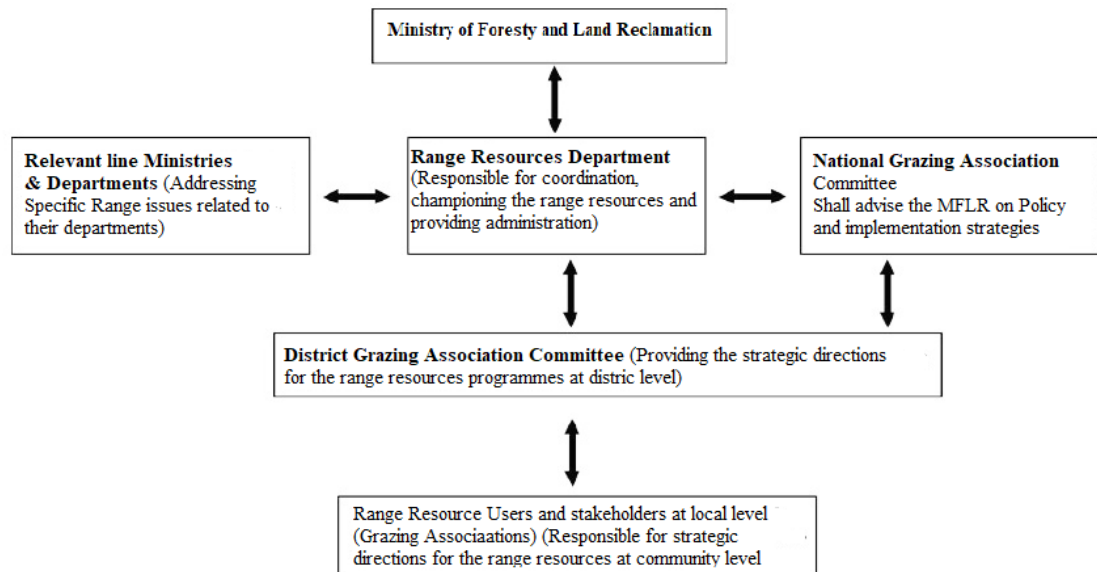 Ministry of Foresty and Land Reclamation
Relevant line Ministries
& Departments (Addressing
Specific Range issues related to
their departments)
Range Resources Department
(Responsible for coordination,
championing the range resources and
providing administration)
National Grazing Association
Committee
Shall advise the MFLR on Policy
and implementation strategies
District Grazing Association Committee (Providing the strategic directions
for the range resources programmes at distric level)
Range Resource Users and stakeholders at local level
(Grazing Associaations) (Responsible for strategic
directions for the range resources at community level